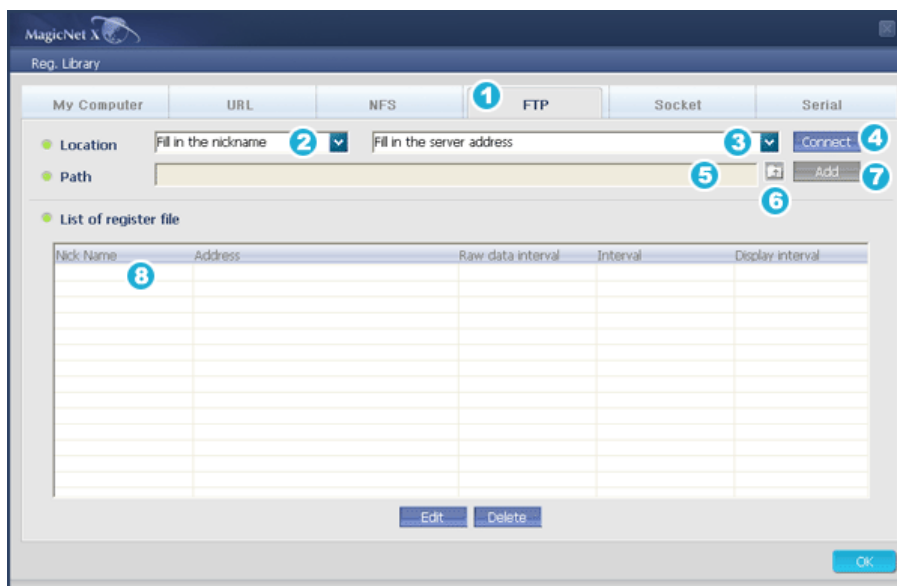 MagicNet X
Reg. Library
My Computer URL NFS 1 FTP Socket Serial
Location Fill in the nickname 2 Fill in the server address 3 Connect 4
Path 5 6 Add 7
List of register file
Nick Name Address Raw data interval Interval Display interval
8
Edit Delete
OK